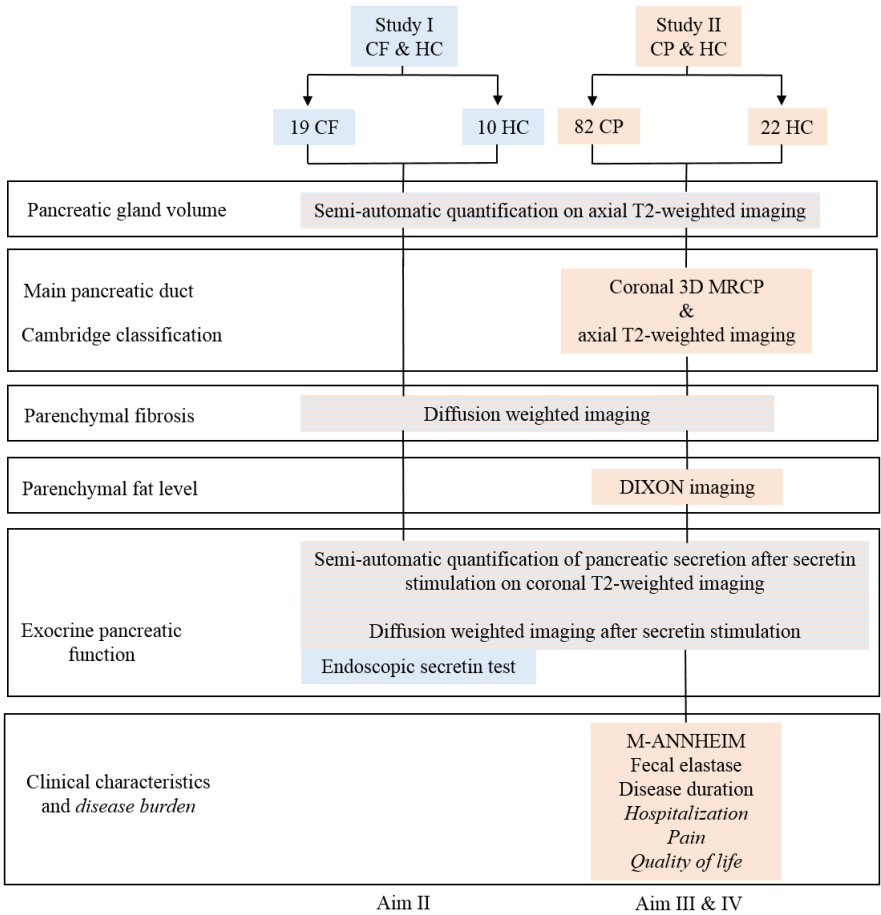 Study I
CF & HC
Study II
CP & HC
19 CF
10 HC
82 CP
22 HC
Pancreatic gland volume
Semi-automatic quantification on axial T2-weighted imaging
Main pancreatic duct
Cambridge classification
Coronal 3D MRCP
&
axial T2-weighted imaging
Parenchymal fibrosis
Diffusion weighted imaging
Parenchymal fat level
DIXON imaging
Exocrine pancreatic
function
Semi-automatic quantification of pancreatic secretion after secretin
stimulation on coronal T2-weighted imaging
Diffusion weighted imaging after secretin stimulation
Endoscopic secretin test
Clinical characteristics
and disease burden
M-ANNHEIM
Fecal elastase
Disease duration
Hospitalization
Pain
Quality of life
Aim II
Aim III & IV